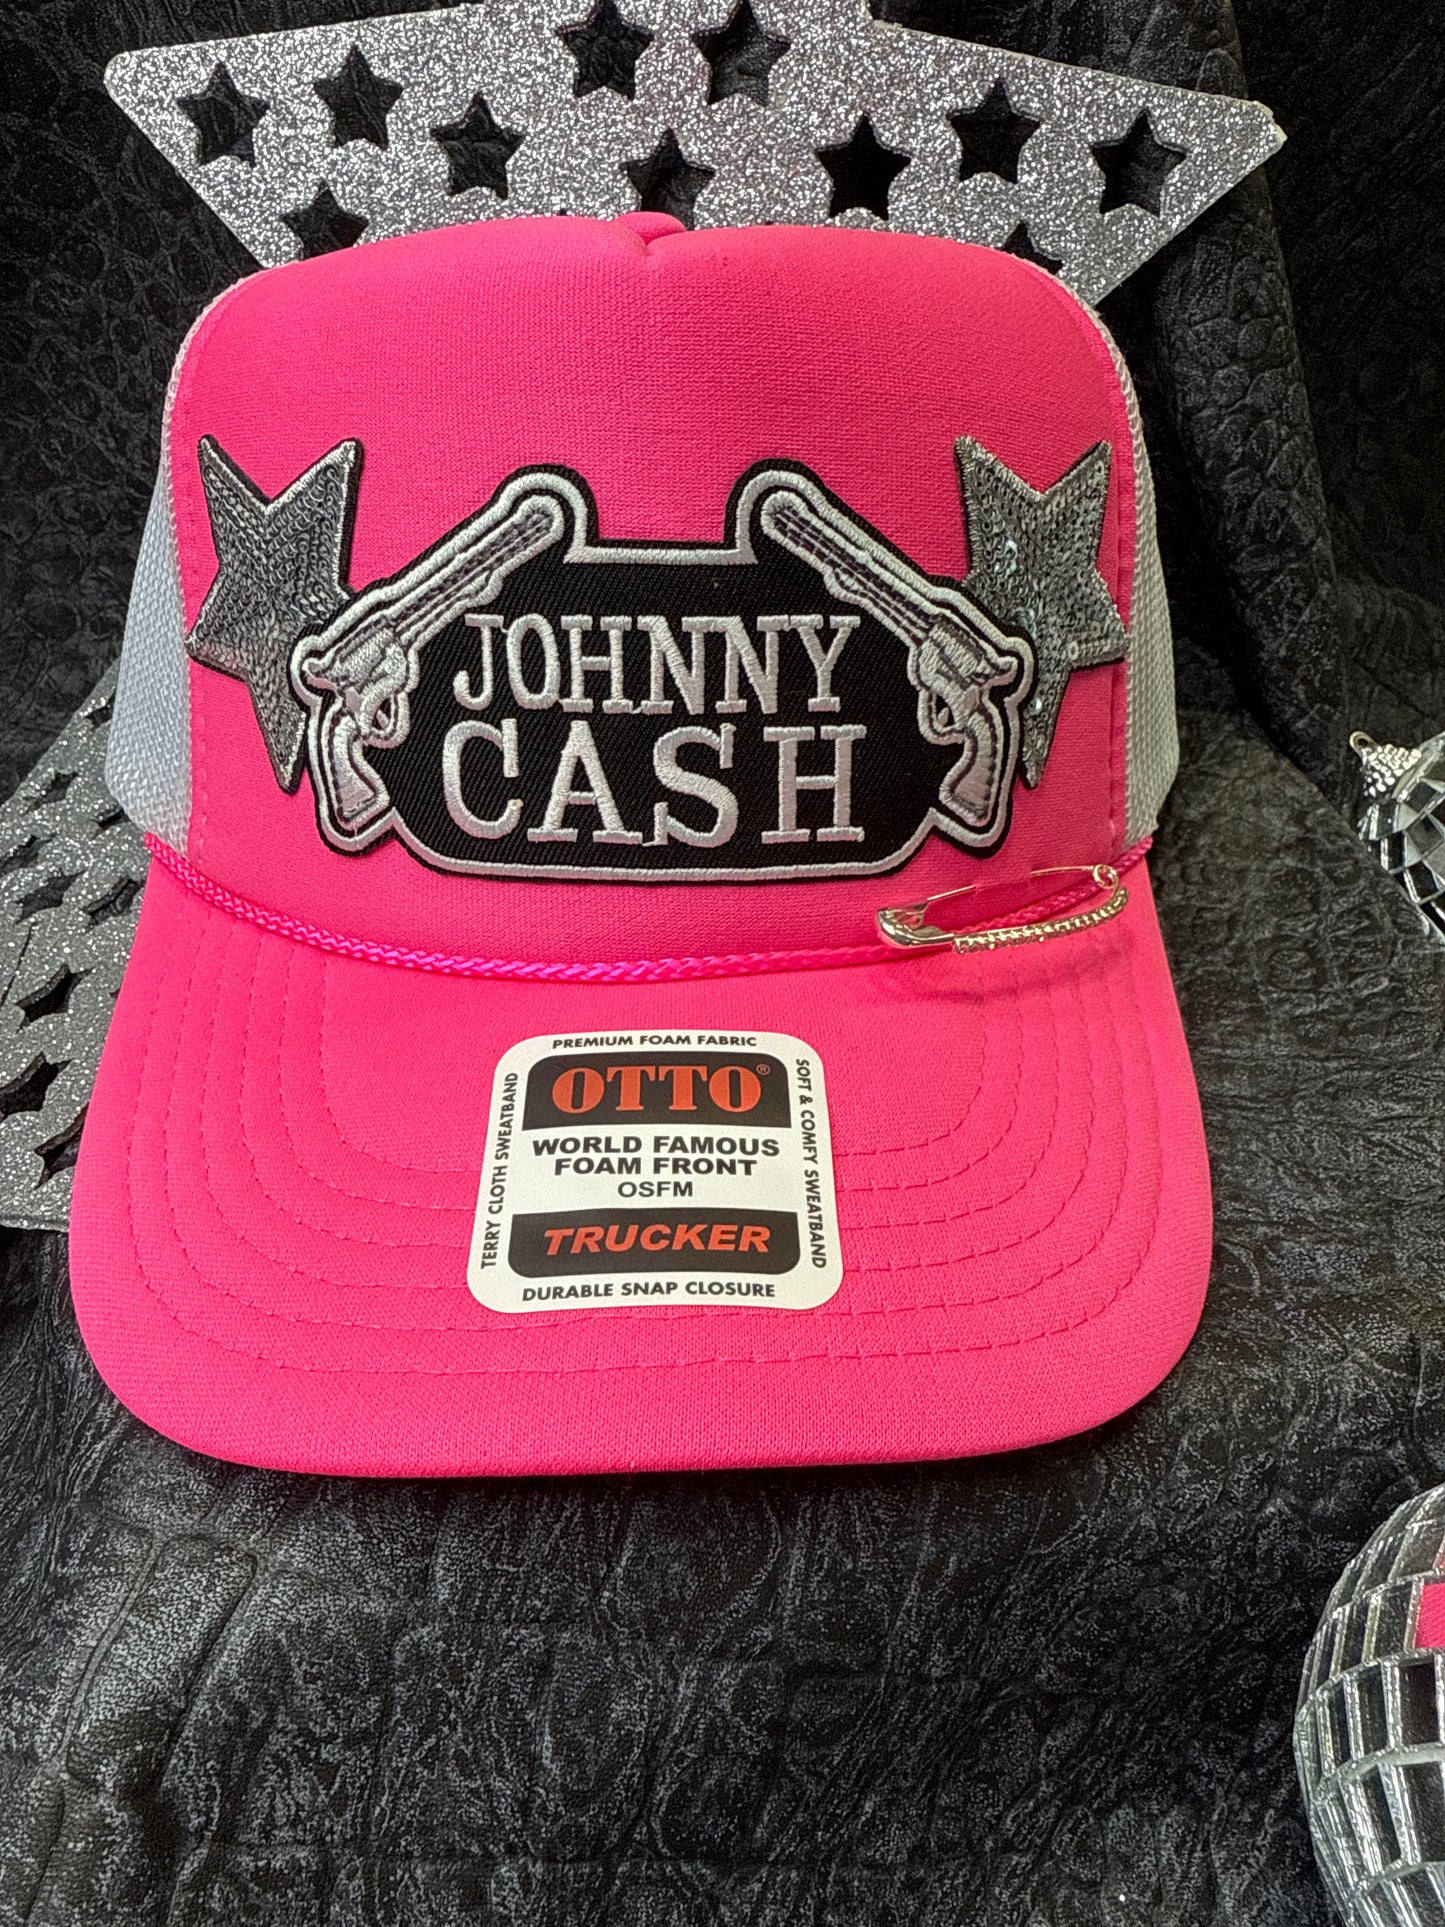 JOHNNY
CASH
PREMIUM FOAM FABRIC
OTTO®
WORLD FAMOUS
FOAM FRONT
OSFM
TRUCKER
DURABLE SNAP CLOSURE
TERRY CLOTH SWEATBAND
SOFT & COMFY SWEATBAND